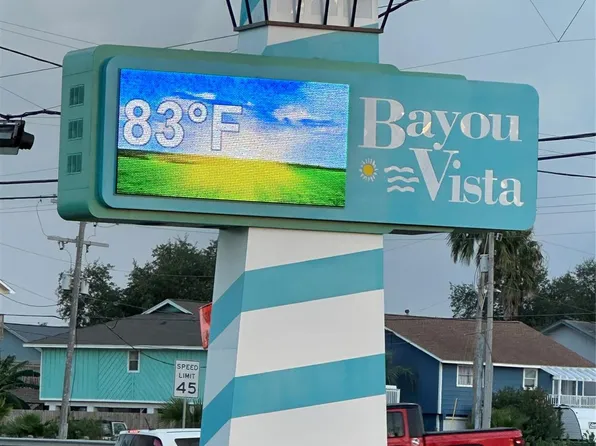 83°F
Bayou
Vista
SPEED
LIMIT
45